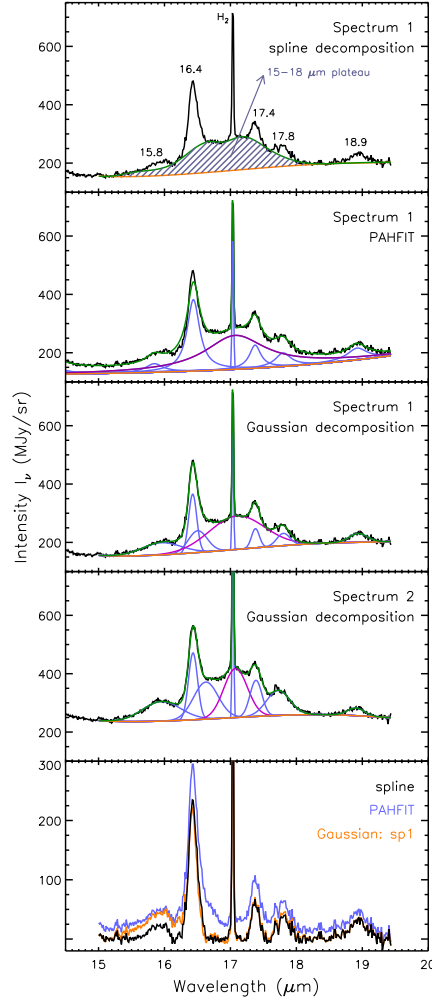 H₂
Spectrum 1
spline decomposition
600
16.4
15–18 μm plateau
400
17.4
15.8
17.8
18.9
200
Spectrum 1
PAHFIT
600
400
200
Spectrum 1
Gaussian decomposition
600
400
200
Intensity Iν (MJy/sr)
Spectrum 2
Gaussian decomposition
600
400
200
300
spline
PAHFIT
200
Gaussian: sp1
100
15 16 17 18 19 20
Wavelength (μm)